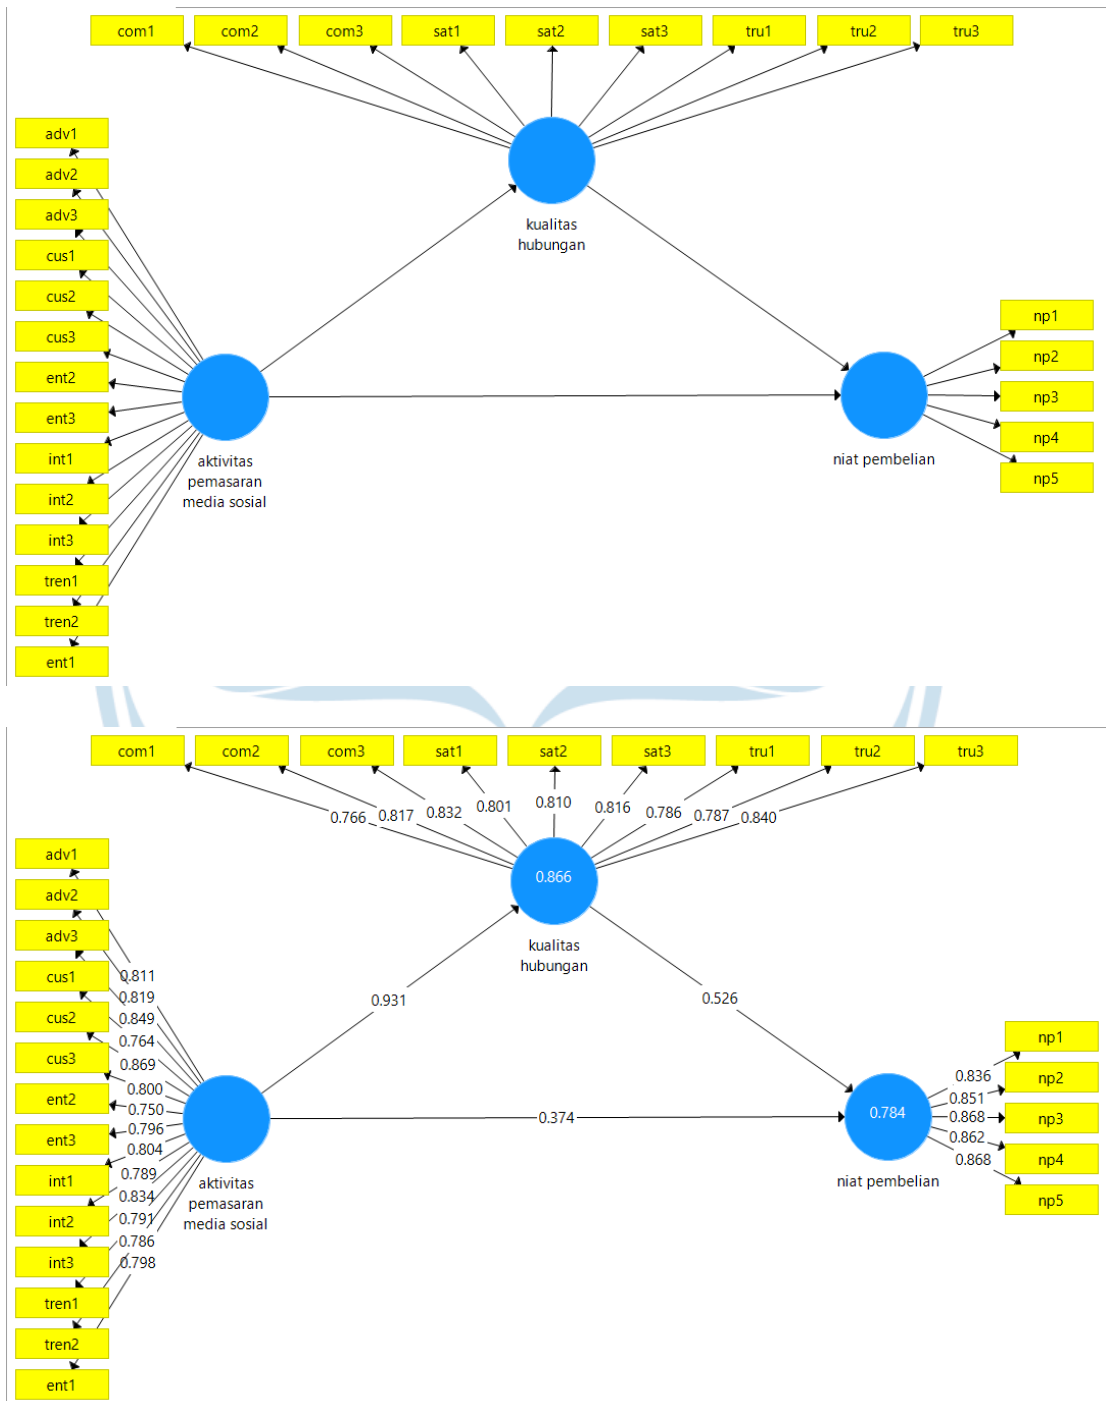 com1
com2
com3
sat1
sat2
sat3
tru1
tru2
tru3
adv1
adv2
adv3
cus1
cus2
cus3
ent2
ent3
int1
int2
int3
tren1
tren2
ent1
kualitas
hubungan
aktivitas
pemasaran
media sosial
niat pembelian
np1
np2
np3
np4
np5
com1
com2
com3
sat1
sat2
sat3
tru1
tru2
tru3
0.766
0.817
0.832
0.801
0.810
0.816
0.786
0.787
0.840
adv1
adv2
adv3
cus1
cus2
cus3
ent2
ent3
int1
int2
int3
tren1
tren2
ent1
0.811
0.819
0.849
0.764
0.869
0.800
0.750
0.796
0.804
0.789
0.834
0.791
0.786
0.798
0.866
kualitas
hubungan
0.931
0.526
0.374
aktivitas
pemasaran
media sosial
0.784
niat pembelian
0.836
0.851
0.868
0.862
0.868
np1
np2
np3
np4
np5